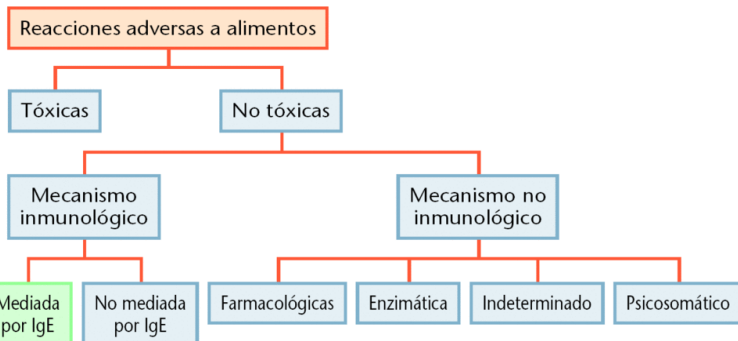 Reacciones adversas a alimentos
Tóxicas
No tóxicas
Mecanismo
inmunológico
Mecanismo no
inmunológico
Mediada
por IgE
No mediada
por IgE
Farmacológicas
Enzimática
Indeterminado
Psicosomático